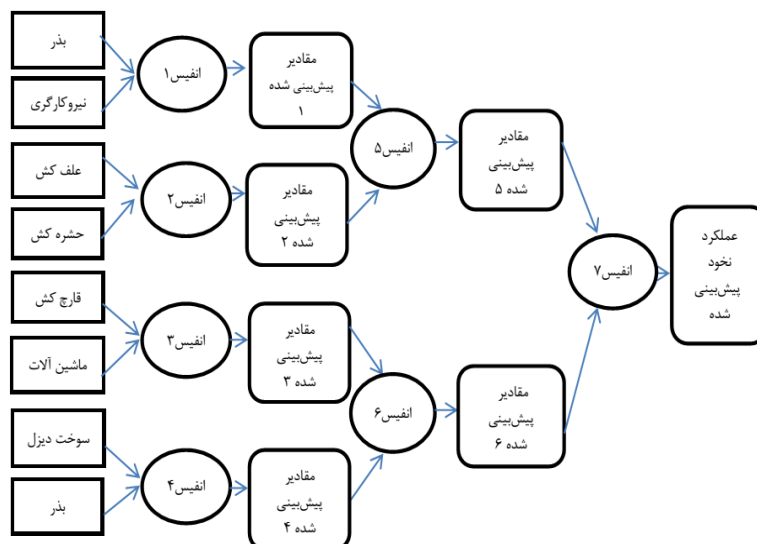 بذر
نیروکارگری
علف کش
حشره کش
قارچ کش
ماشین آلات
سوخت دیزل
بذر
انفیس۱
انفیس۲
انفیس۳
انفیس۴
مقادیر
پیش‌بینی شده
۱
مقادیر
پیش‌بینی
شده ۲
مقادیر
پیش‌بینی
شده ۳
مقادیر
پیش‌بینی
شده ۴
انفیس۵
انفیس۶
مقادیر
پیش‌بینی
شده ۵
مقادیر
پیش‌بینی
شده ۶
انفیس۷
عملکرد
نخود
پیش‌بینی
شده